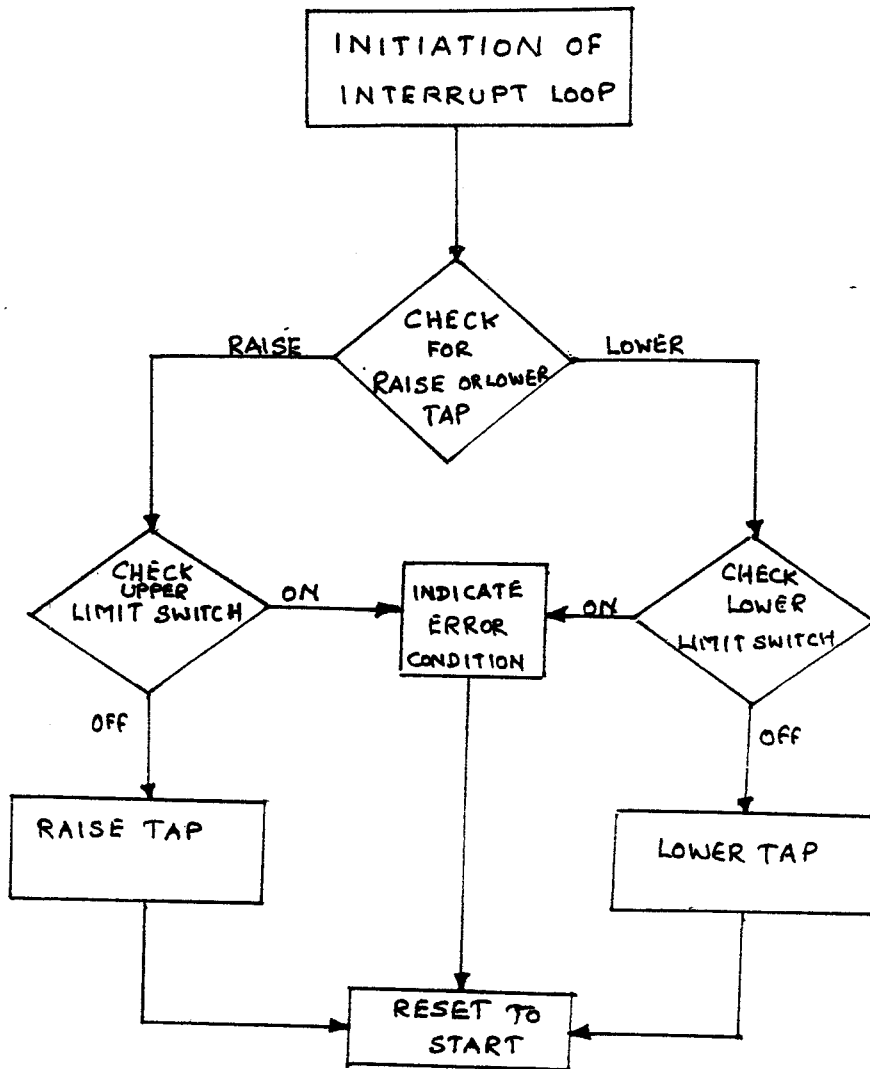 INITIATION OF
INTERRUPT LOOP
CHECK
FOR
RAISE OR LOWER
TAP
RAISE
LOWER
CHECK
UPPER
LIMIT SWITCH
ON
INDICATE
ERROR
CONDITION
ON
CHECK
LOWER
LIMIT SWITCH
OFF
OFF
RAISE TAP
LOWER TAP
RESET TO
START